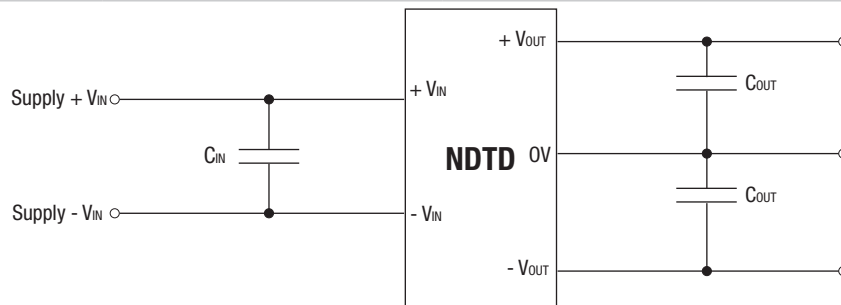 + VOUT
Supply + VIN
+ VIN
COUT
CIN
NDTD
0V
Supply - VIN
- VIN
COUT
- VOUT